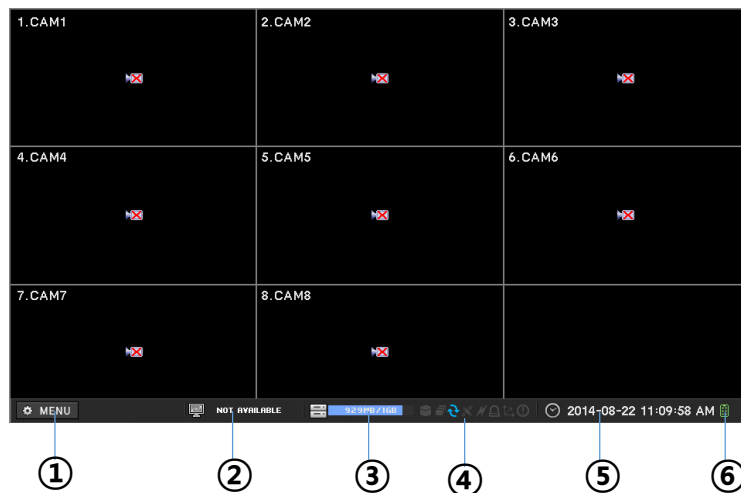 1.CAM1 2.CAM2 3.CAM3
4.CAM4 5.CAM5 6.CAM6
7.CAM7 8.CAM8
MENU NOT AVAILABLE 929MB/1GB 2014-08-22 11:09:58 AM
① ② ③ ④ ⑤ ⑥